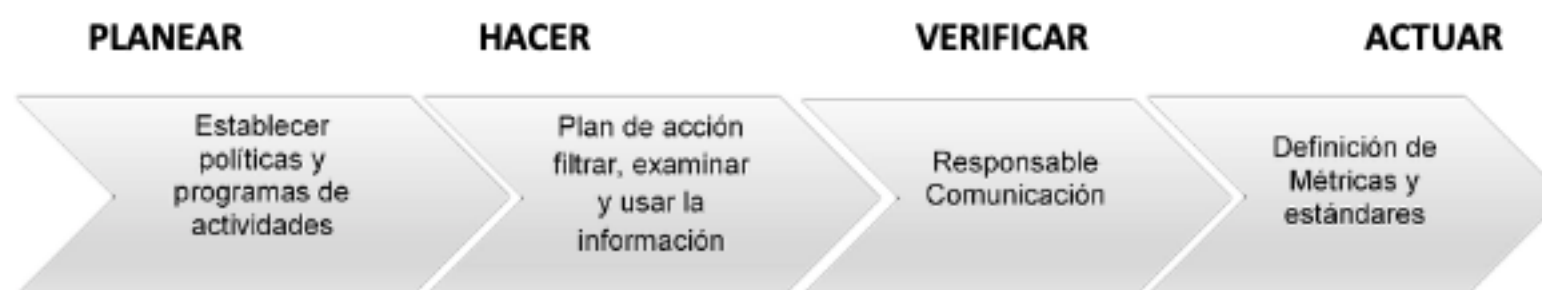 PLANEAR
HACER
VERIFICAR
ACTUAR
Establecer
políticas y
programas de
actividades
Plan de acción
filtrar, examinar
y usar la
información
Responsable
Comunicación
Definición de
Métricas y
estándares